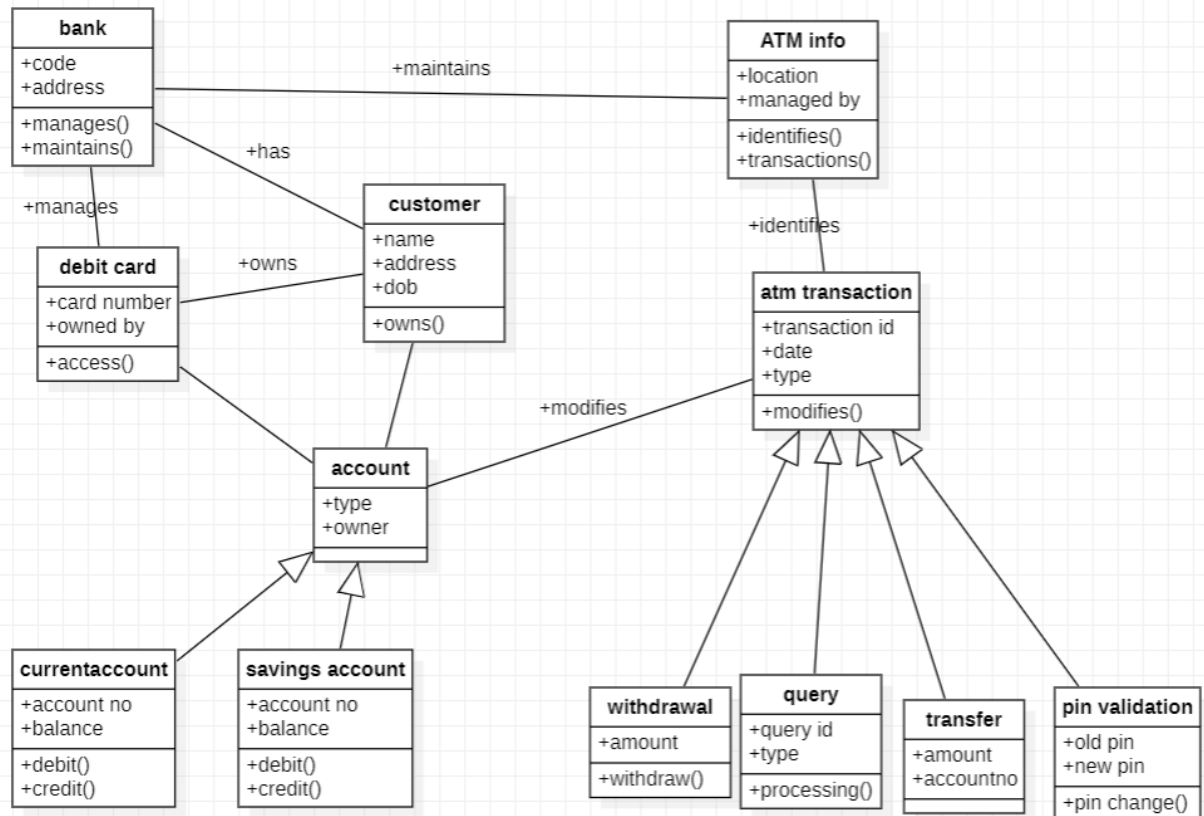 bank
+code
+address
+manages()
+maintains()
+maintains
ATM info
+location
+managed by
+identifies()
+transactions()
+has
+manages
customer
+name
+address
+dob
+owns()
+identifies
debit card
+card number
+owned by
+access()
+owns
atm transaction
+transaction id
+date
+type
+modifies()
+modifies
account
+type
+owner
currentaccount
+account no
+balance
+debit()
+credit()
savings account
+account no
+balance
+debit()
+credit()
withdrawal
+amount
+withdraw()
query
+query id
+type
+processing()
transfer
+amount
+accountno
pin validation
+old pin
+new pin
+pin change()